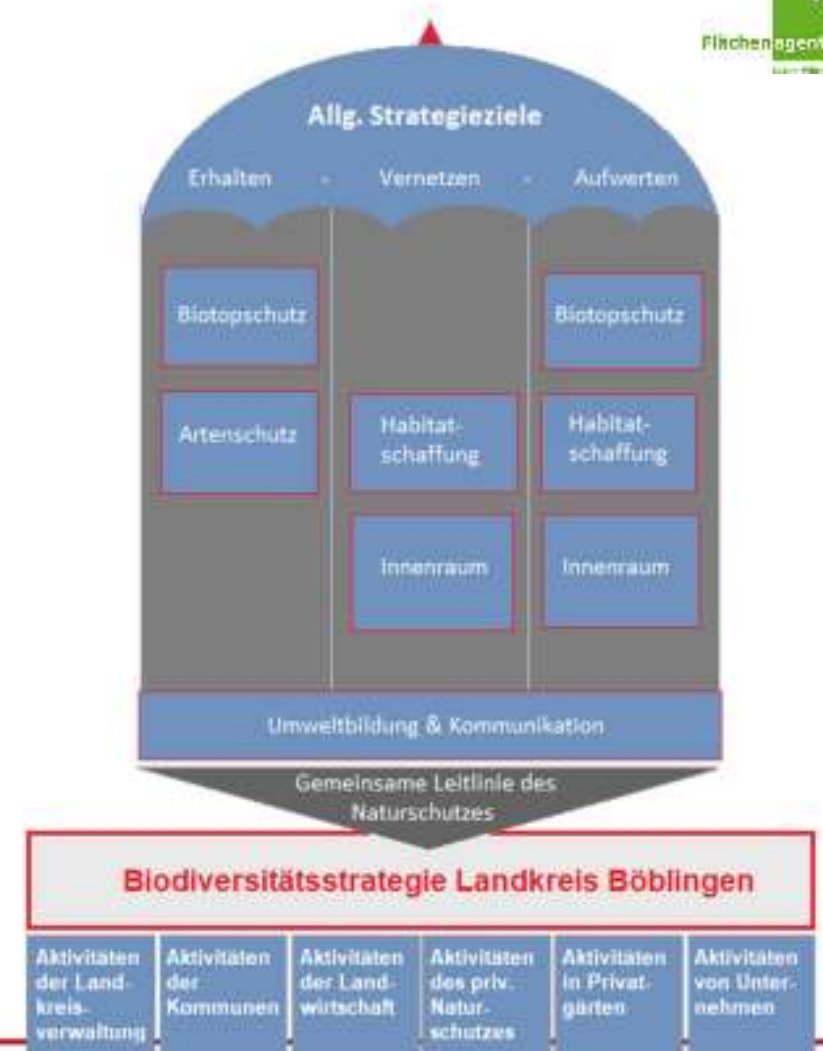 Flächenagent
Allg. Strategieziele
Erhalten - Vernetzen - Aufwerten
Biotopschutz
Biotopschutz
Artenschutz
Habitat-
schaffung
Habitat-
schaffung
Innenraum
Innenraum
Umweltbildung & Kommunikation
Gemeinsame Leitlinie des
Naturschutzes
Biodiversitätsstrategie Landkreis Böblingen
Aktivitäten
der Land-
kreis-
verwaltung
Aktivitäten
der
Kommunen
Aktivitäten
der Land-
wirtschaft
Aktivitäten
des priv.
Natur-
schutzes
Aktivitäten
in Privat-
gärten
Aktivitäten
von Unter-
nehmen